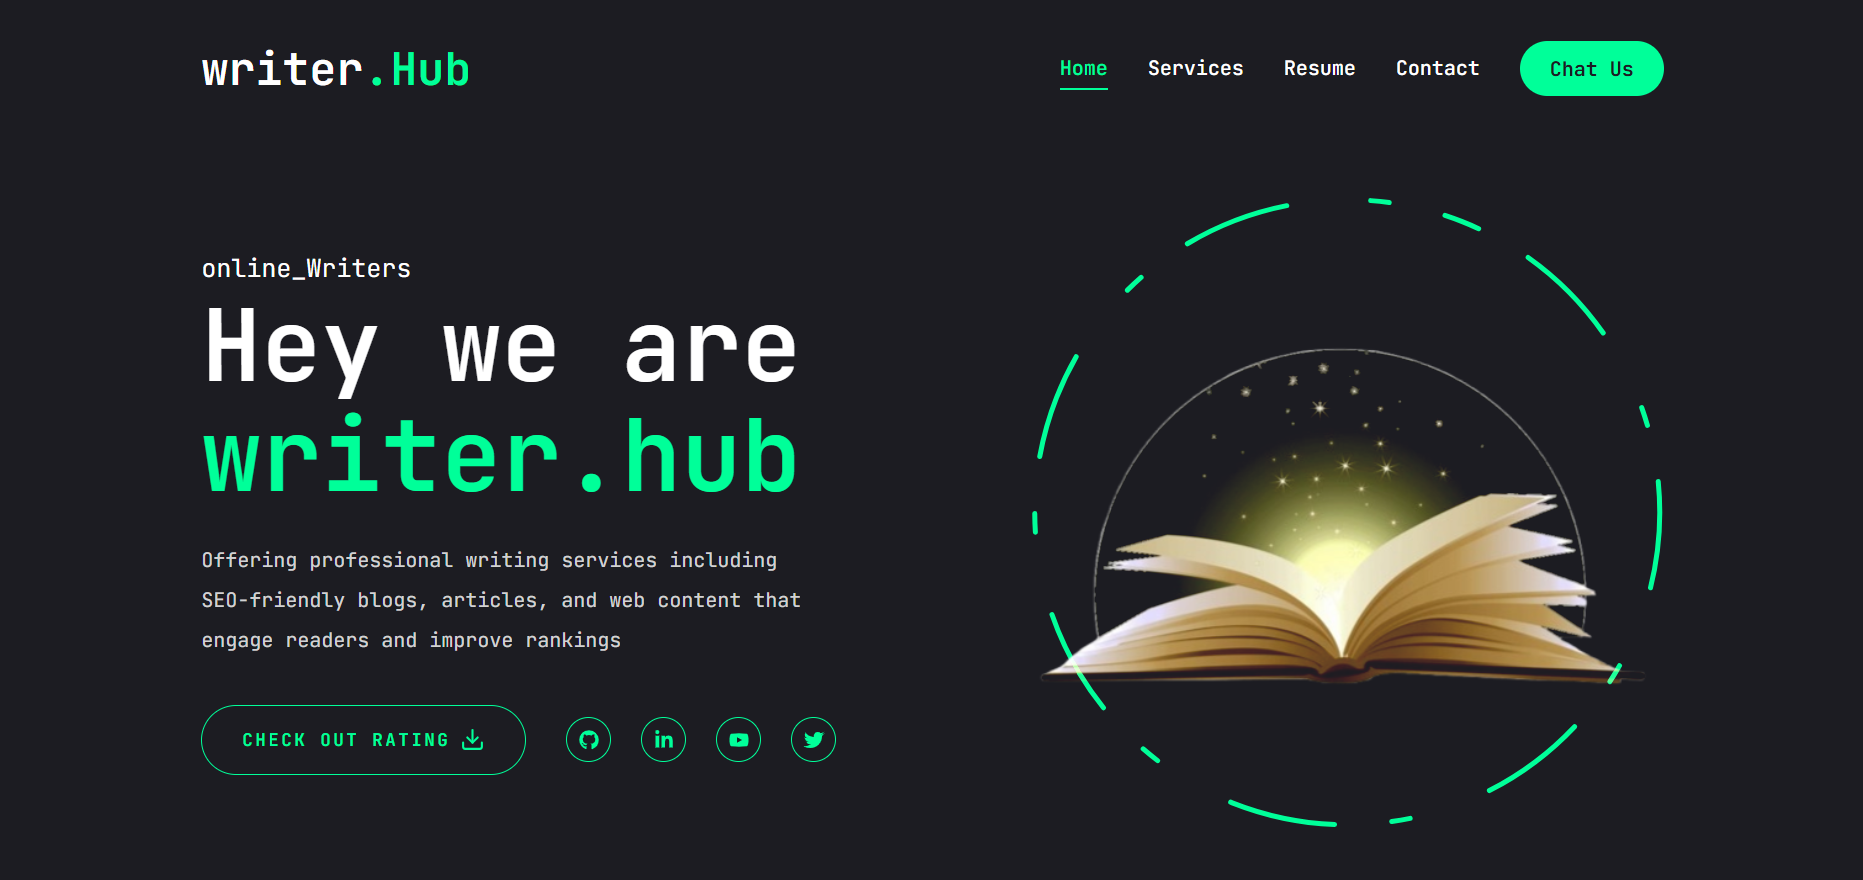 writer.Hub
Home Services Resume Contact Chat Us
online_Writers
Hey we are
writer.hub
Offering professional writing services including
SEO-friendly blogs, articles, and web content that
engage readers and improve rankings
CHECK OUT RATING
in